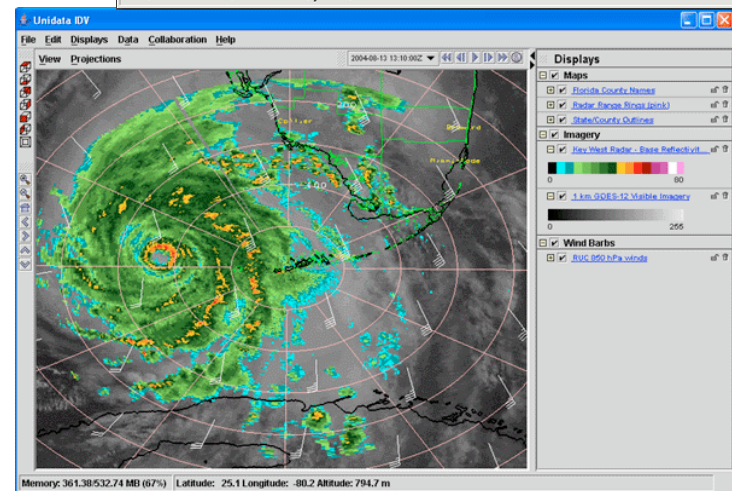 Unidata IDV
File Edit Displays Data Collaboration Help
View Projections
2004-08-13 13:10:00Z
Displays
Maps
Florida County Names
Radar Range Rings (pink)
State/County Outlines
Imagery
Key West Radar - Base Reflectivit...
0 80
1 km GOES-12 Visible Imagery
0 255
Wind Barbs
RUC 850 hPa winds
200
Collier
400
Memory: 361.38/532.74 MB (67%) Latitude: 25.1 Longitude: -80.2 Altitude: 794.7 m